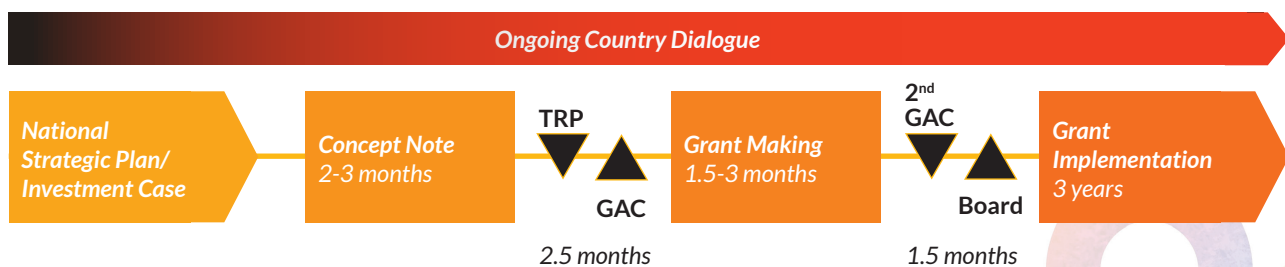 Ongoing Country Dialogue
National
Strategic Plan/
Investment Case
Concept Note
2-3 months
TRP
GAC
2.5 months
Grant Making
1.5-3 months
2nd
GAC
Board
1.5 months
Grant
Implementation
3 years